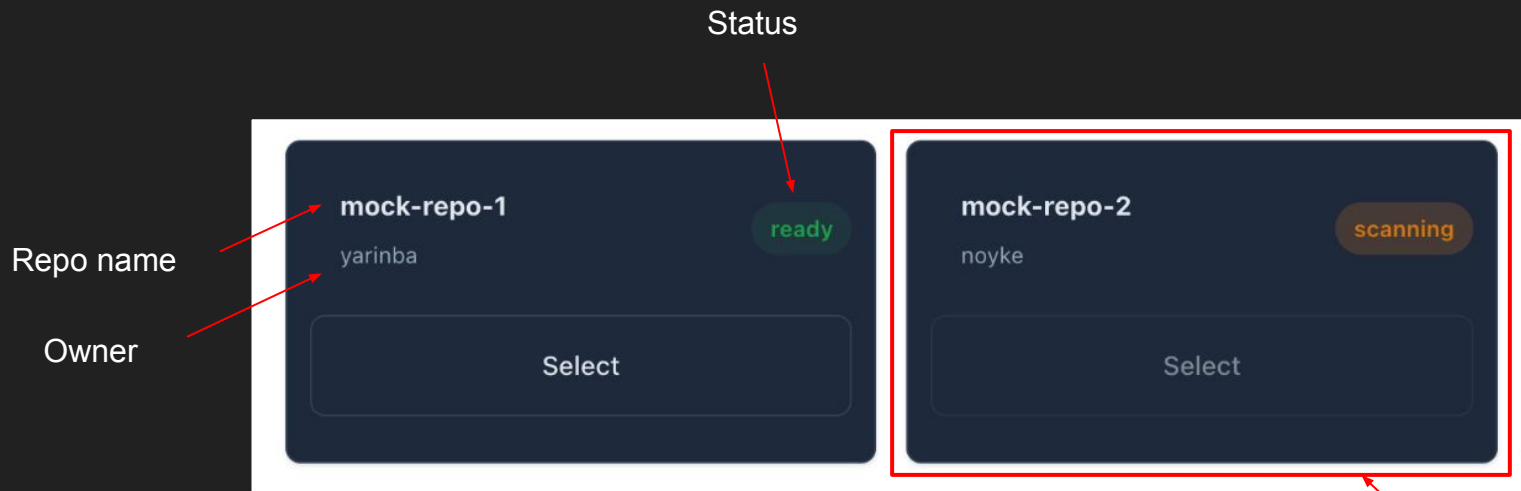 Status
mock-repo-1
ready
yarinba
Select
mock-repo-2
scanning
noyke
Select
Repo name
Owner